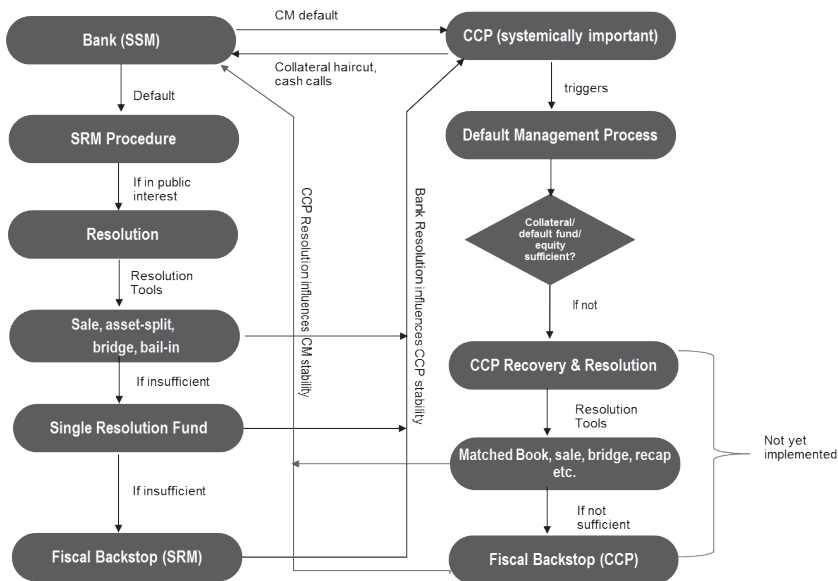 CM default
Bank (SSM)
CCP (systemically important)
Collateral haircut,
cash calls
Default
triggers
SRM Procedure
Default Management Process
If in public
interest
Resolution
Collateral/
default fund/
equity
sufficient?
Resolution
Tools
If not
Sale, asset-split,
bridge, bail-in
CCP Resolution influences CM stability
Bank Resolution influences CCP stability
CCP Recovery & Resolution
If insufficient
Resolution
Tools
Single Resolution Fund
Not yet
implemented
Matched Book, sale, bridge, recap
etc.
If insufficient
If not
sufficient
Fiscal Backstop (SRM)
Fiscal Backstop (CCP)